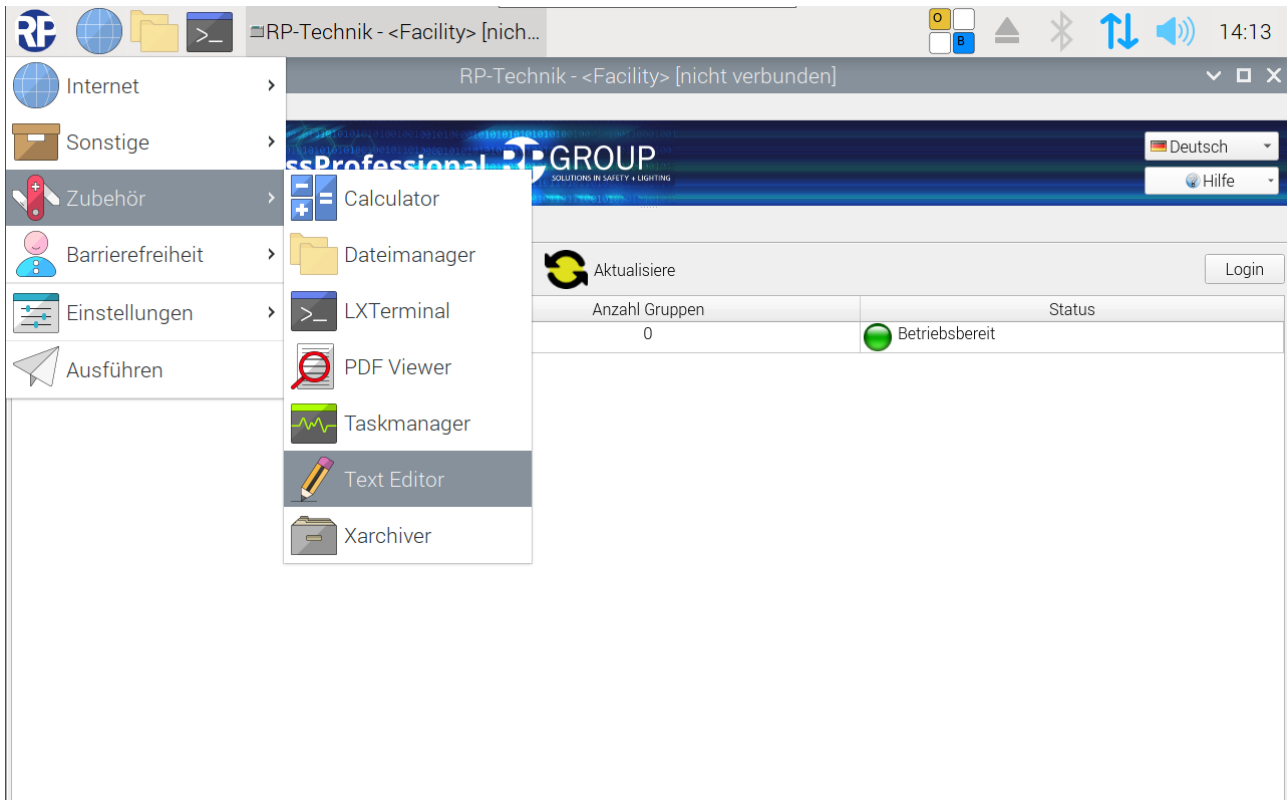 RP
>_
RP-Technik - <Facility> [nich...
O
B
14:13
RP-Technik - <Facility> [nicht verbunden]
Internet
Sonstige
Zubehör
Barrierefreiheit
Einstellungen
Ausführen
ssProfessional
RP GROUP
SOLUTIONS IN SAFETY + LIGHTING
Deutsch
Hilfe
Calculator
Dateimanager
>_ LXTerminal
PDF Viewer
Taskmanager
Text Editor
Xarchiver
Aktualisiere
Login
Anzahl Gruppen
Status
0
Betriebsbereit